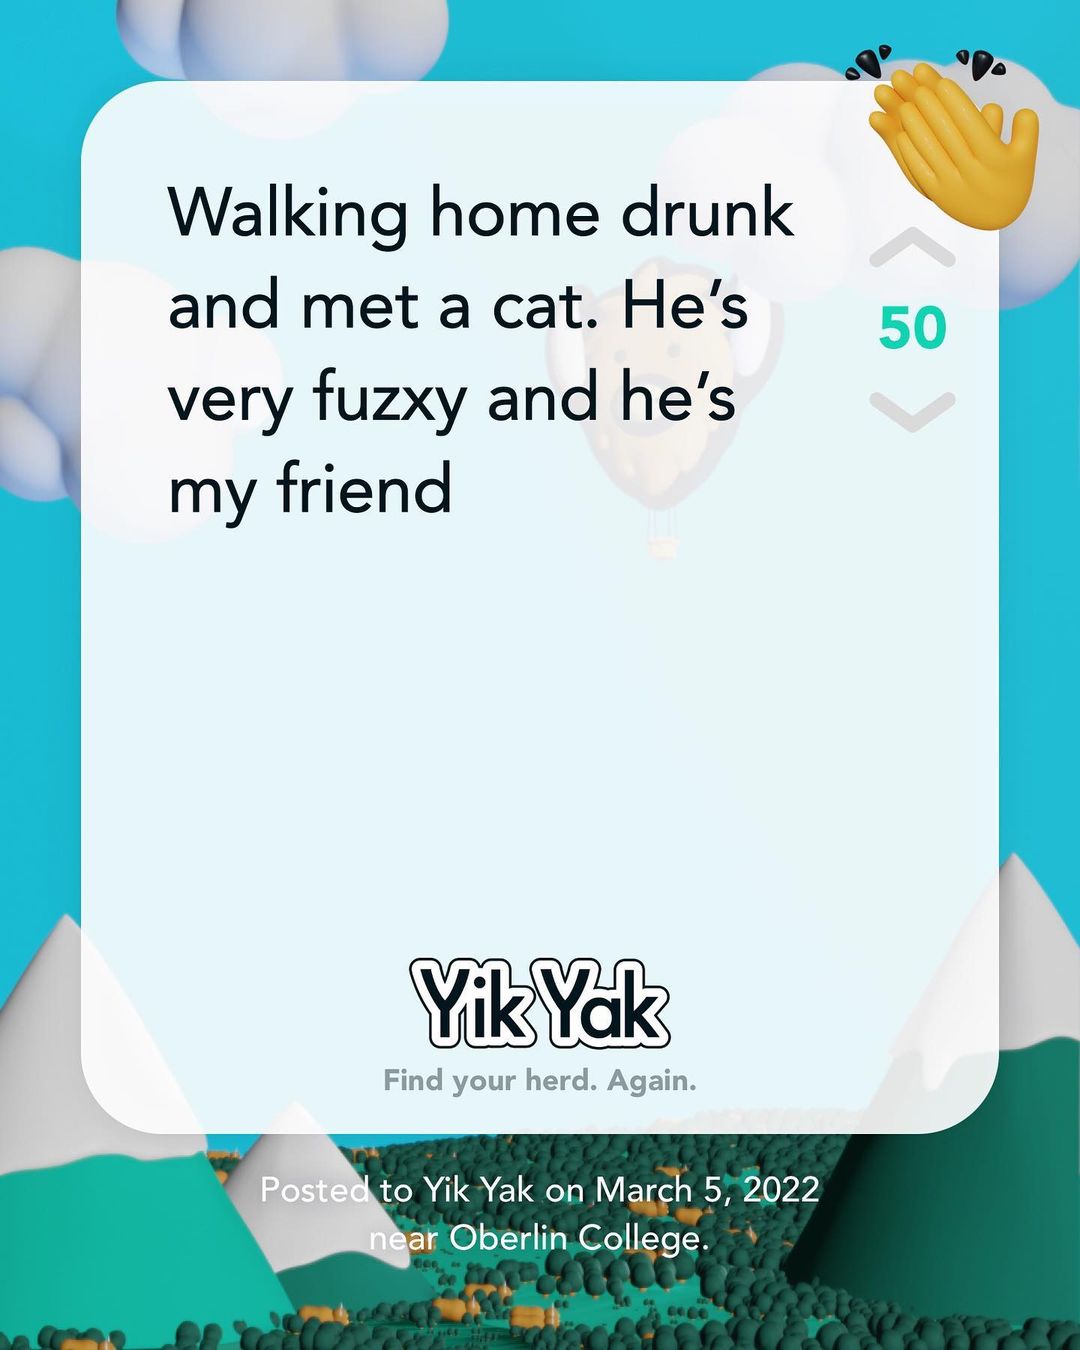 Walking home drunk
and met a cat. He's
very fuzxy and he's
my friend
50
Yik Yak
Find your herd. Again.
Posted to Yik Yak on March 5, 2022
near Oberlin College.